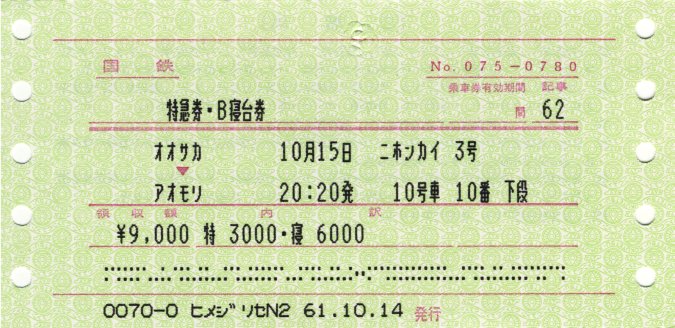 国鉄 No.075-0780
乗車券有効期間 記事
特急券・B寝台券 間 62
オオサカ 10月15日 ニホンカイ 3号
▼
アオモリ 20:20発 10号車 10番 下段
領収額 内訳
¥9,000 特 3000・寝 6000
0070-0 ヒメジリセN2 61.10.14 発行